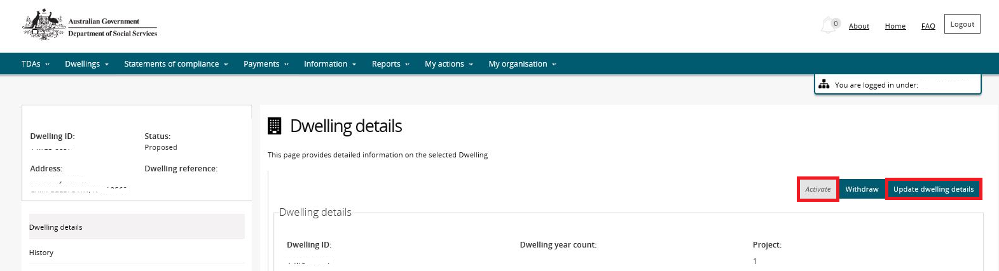 Australian Government
Department of Social Services
0 About Home FAQ Logout
TDAs Dwellings Statements of compliance Payments Information Reports My actions My organisation
You are logged in under:
Dwelling ID: Status:
Proposed
Address: Dwelling reference:
Dwelling details
History
Dwelling details
This page provides detailed information on the selected Dwelling
Activate Withdraw Update dwelling details
Dwelling details
Dwelling ID: Dwelling year count: Project:
1